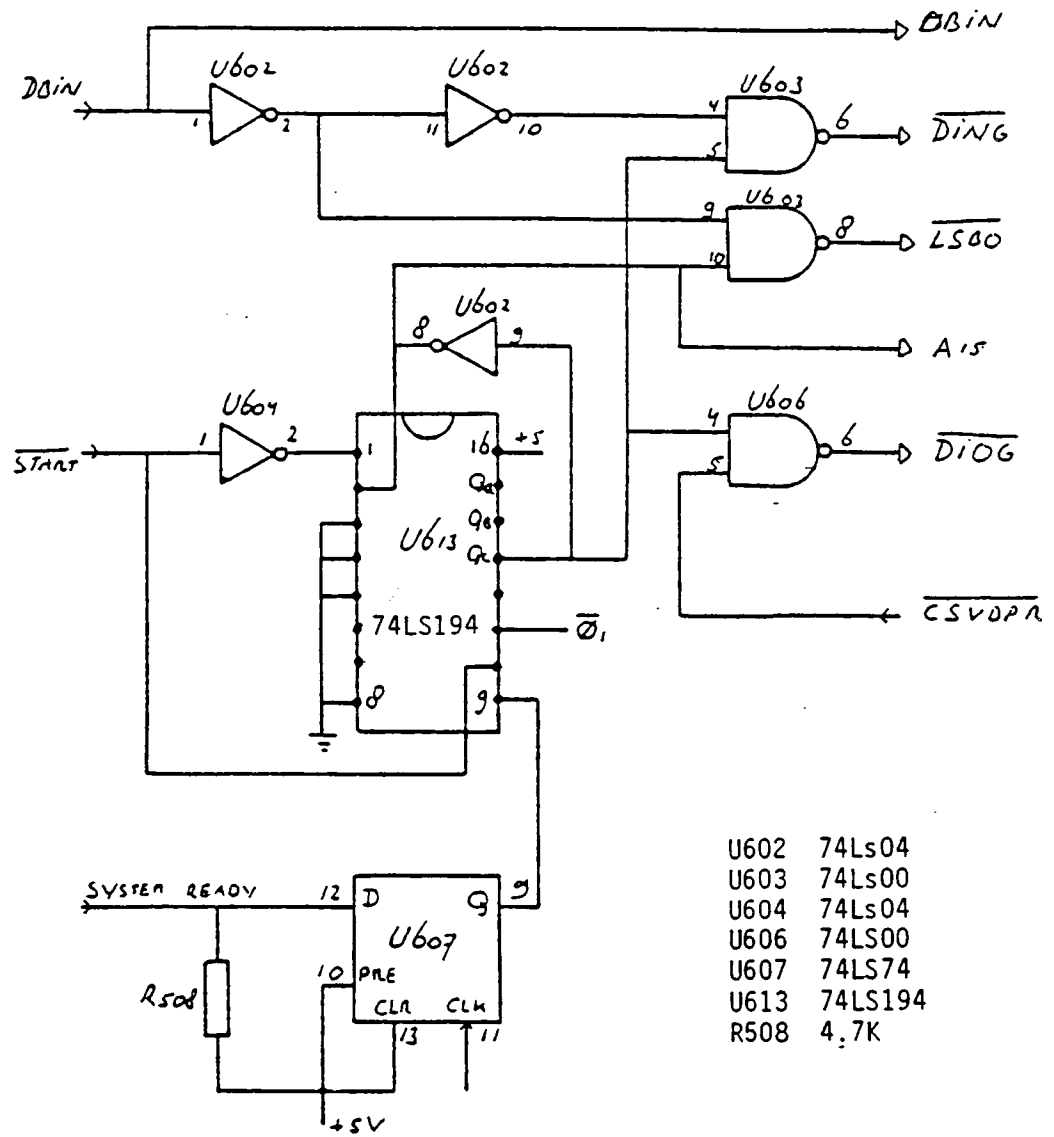 DBIN
DBIN
U602
U602
U603
1
2
11
10
4
5
6
DING
U603
9
10
8
LSBO
U602
8
9
A15
U604
1
2
START
1
16
+5
QA
QB
QC
U613
74LS194
Φ1
8
9
U606
4
5
6
DIOG
CSVDPR
SYSTEM READY
12
D
Q
9
U607
10
PRE
CLR
CLK
13
11
R508
+5V
U602 74Ls04
U603 74Ls00
U604 74Ls04
U606 74LS00
U607 74LS74
U613 74LS194
R508 4.7K